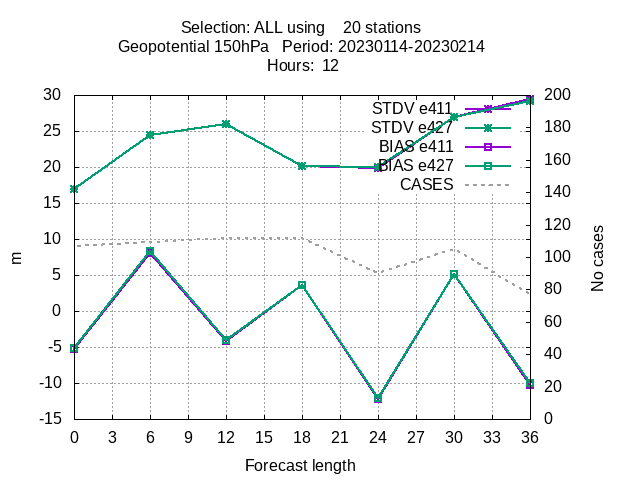 Selection: ALL using    20 stations
Geopotential 150hPa   Period: 20230114-20230214
Hours:  12
30
25
20
15
10
5
0
-5
-10
-15
m
200
180
160
140
120
100
80
60
40
20
0
No cases
STDV e411
STDV e427
BIAS e411
BIAS e427
CASES
0 3 6 9 12 15 18 21 24 27 30 33 36
Forecast length